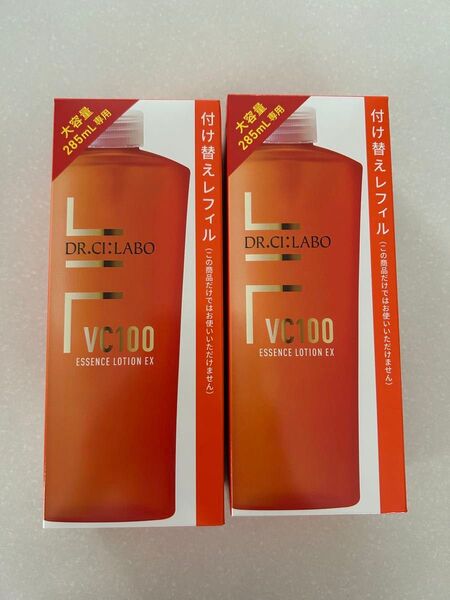 大容量
285mL専用
付け替えレフィル
(この商品だけではお使いいただけません)
DR.CI:LABO
VC100
ESSENCE LOTION EX
大容量
285mL専用
付け替えレフィル
(この商品だけではお使いいただけません)
DR.CI:LABO
VC100
ESSENCE LOTION EX